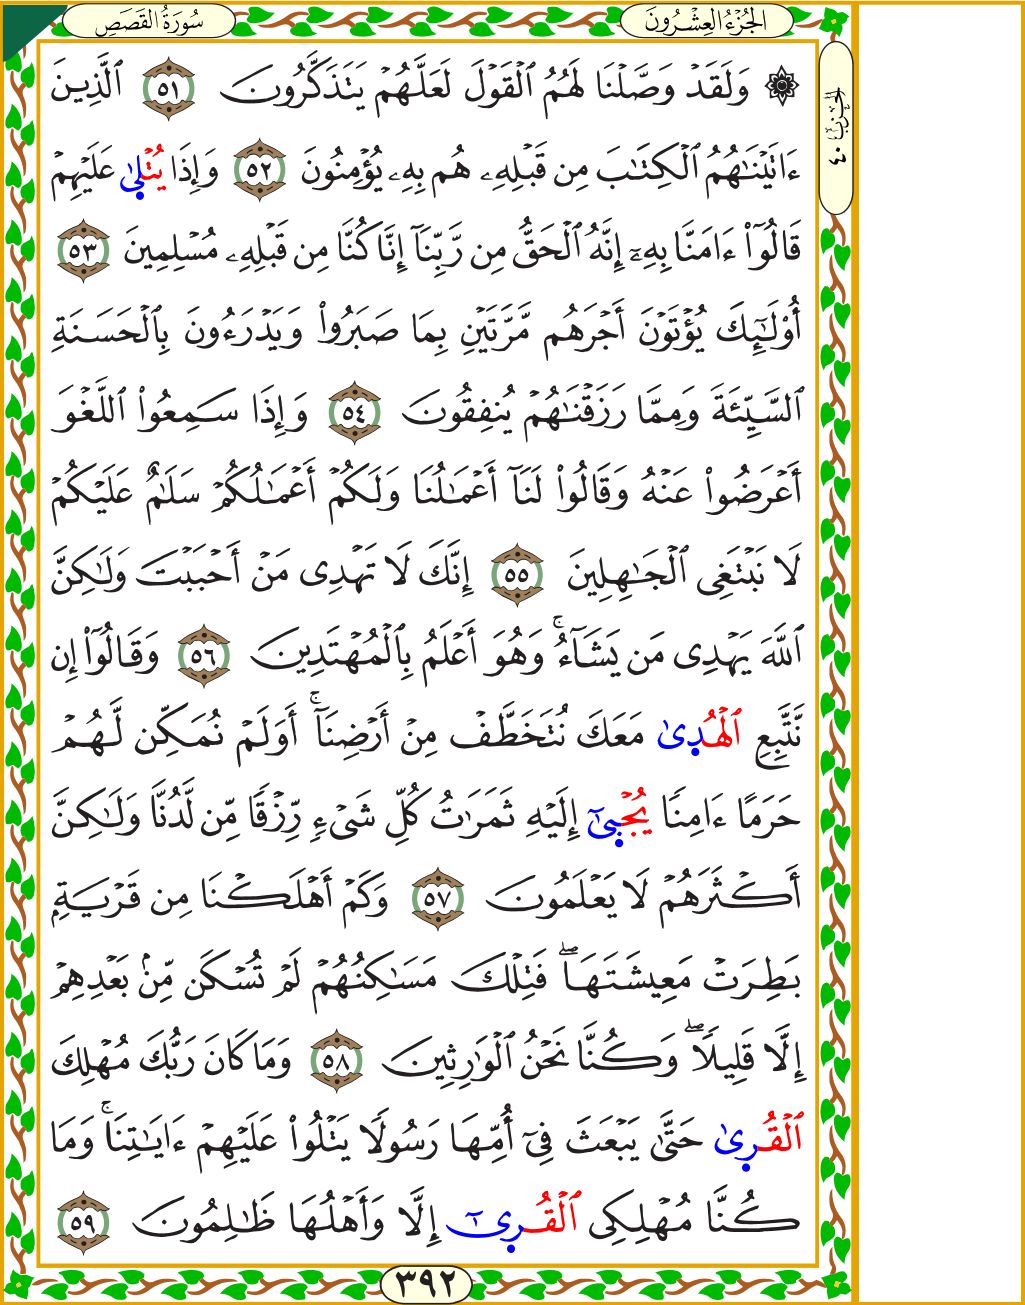 الجُزْءُ العِشْرُونَ
سُورَةُ القَصَصِ
الحزب ٤٠
۞ وَلَقَدْ وَصَّلْنَا لَهُمُ ٱلْقَوْلَ لَعَلَّهُمْ يَتَذَكَّرُونَ ٥١ ٱلَّذِينَ
ءَاتَيْنَٰهُمُ ٱلْكِتَٰبَ مِن قَبْلِهِۦ هُم بِهِۦ يُؤْمِنُونَ ٥٢ وَإِذَا يُتْلَىٰ عَلَيْهِمْ
قَالُوٓا۟ ءَامَنَّا بِهِۦٓ إِنَّهُ ٱلْحَقُّ مِن رَّبِّنَآ إِنَّا كُنَّا مِن قَبْلِهِۦ مُسْلِمِينَ ٥٣
أُو۟لَٰٓئِكَ يُؤْتَوْنَ أَجْرَهُم مَّرَّتَيْنِ بِمَا صَبَرُوا۟ وَيَدْرَءُونَ بِٱلْحَسَنَةِ
ٱلسَّيِّئَةَ وَمِمَّا رَزَقْنَٰهُمْ يُنفِقُونَ ٥٤ وَإِذَا سَمِعُوا۟ ٱللَّغْوَ
أَعْرَضُوا۟ عَنْهُ وَقَالُوا۟ لَنَآ أَعْمَٰلُنَا وَلَكُمْ أَعْمَٰلُكُمْ سَلَٰمٌ عَلَيْكُمْ
لَا نَبْتَغِى ٱلْجَٰهِلِينَ ٥٥ إِنَّكَ لَا تَهْدِى مَنْ أَحْبَبْتَ وَلَٰكِنَّ
ٱللَّهَ يَهْدِى مَن يَشَآءُ ۚ وَهُوَ أَعْلَمُ بِٱلْمُهْتَدِينَ ٥٦ وَقَالُوٓا۟ إِن
نَّتَّبِعِ ٱلْهُدَىٰ مَعَكَ نُتَخَطَّفْ مِنْ أَرْضِنَآ ۚ أَوَلَمْ نُمَكِّن لَّهُمْ
حَرَمًا ءَامِنًا يُجْبَىٰٓ إِلَيْهِ ثَمَرَٰتُ كُلِّ شَىْءٍ رِّزْقًا مِّن لَّدُنَّا وَلَٰكِنَّ
أَكْثَرَهُمْ لَا يَعْلَمُونَ ٥٧ وَكَمْ أَهْلَكْنَا مِن قَرْيَةٍۭ
بَطِرَتْ مَعِيشَتَهَا ۖ فَتِلْكَ مَسَٰكِنُهُمْ لَمْ تُسْكَن مِّنۢ بَعْدِهِمْ
إِلَّا قَلِيلًا ۖ وَكُنَّا نَحْنُ ٱلْوَٰرِثِينَ ٥٨ وَمَا كَانَ رَبُّكَ مُهْلِكَ
ٱلْقُرَىٰ حَتَّىٰ يَبْعَثَ فِىٓ أُمِّهَا رَسُولًا يَتْلُوا۟ عَلَيْهِمْ ءَايَٰتِنَا ۚ وَمَا
كُنَّا مُهْلِكِى ٱلْقُرَىٰٓ إِلَّا وَأَهْلُهَا ظَٰلِمُونَ ٥٩
٣٩٢